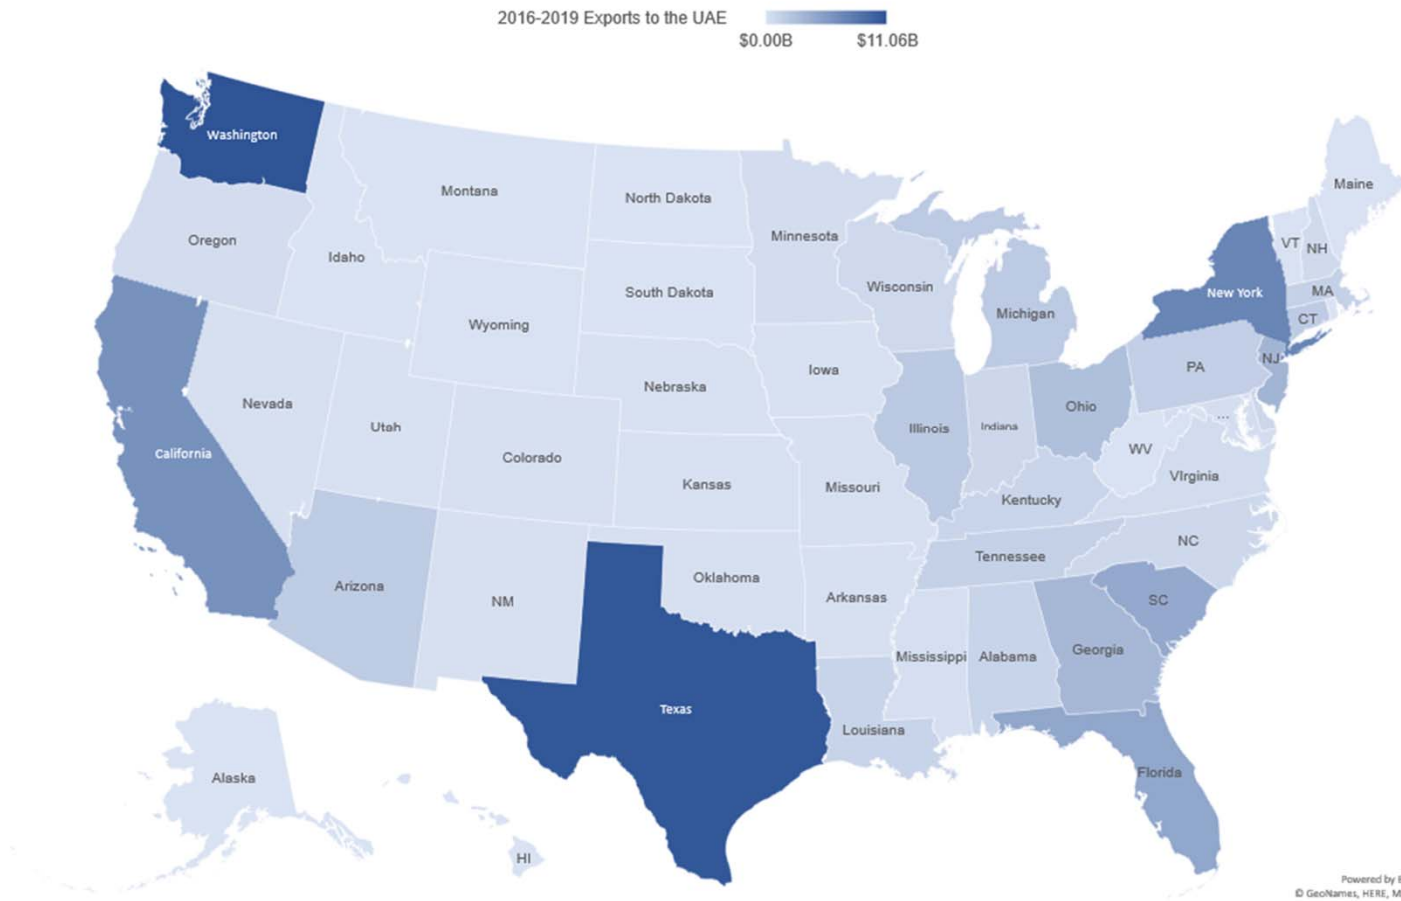 2016-2019 Exports to the UAE
$0.00B $11.06B
Washington
Montana
North Dakota
Minnesota
Maine
Oregon
Idaho
VT
NH
Wisconsin
South Dakota
New York
MA
Wyoming
Michigan
CT
Iowa
PA
NJ
Nebraska
Nevada
Utah
Ohio
Illinois
Indiana
...
California
Colorado
WV
Kansas
Missouri
VIrginia
Kentucky
NC
Tennessee
Arizona
NM
Oklahoma
Arkansas
SC
Mississippi
Alabama
Georgia
Texas
Louisiana
Florida
Alaska
HI
Powered by
© GeoNames, HERE,